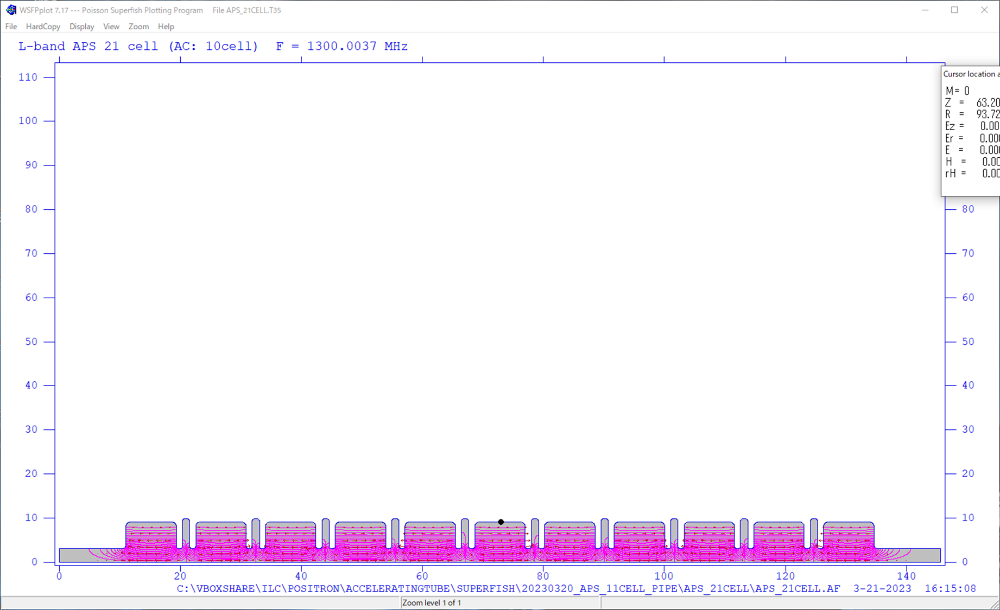 WSFPplot 7.17 --- Poisson Superfish Plotting Program File APS_21CELL.T35
File HardCopy Display View Zoom Help
L-band APS 21 cell (AC: 10cell) F = 1300.0037 MHz
110
100
90
80
70
60
50
40
30
20
10
0
Cursor location a
M= 0
Z = 63.20
R = 93.72
Ez = 0.00
Er = 0.000
E = 0.000
H = 0.00
rH = 0.00
80
70
60
50
40
30
20
10
0
0 20 40 60 80 100 120 140
C:\VBOXSHARE\ILC\POSITRON\ACCELERATINGTUBE\SUPERFISH\20230320_APS_11CELL_PIPE\APS_21CELL\APS_21CELL.AF 3-21-2023 16:15:08
Zoom level 1 of 1